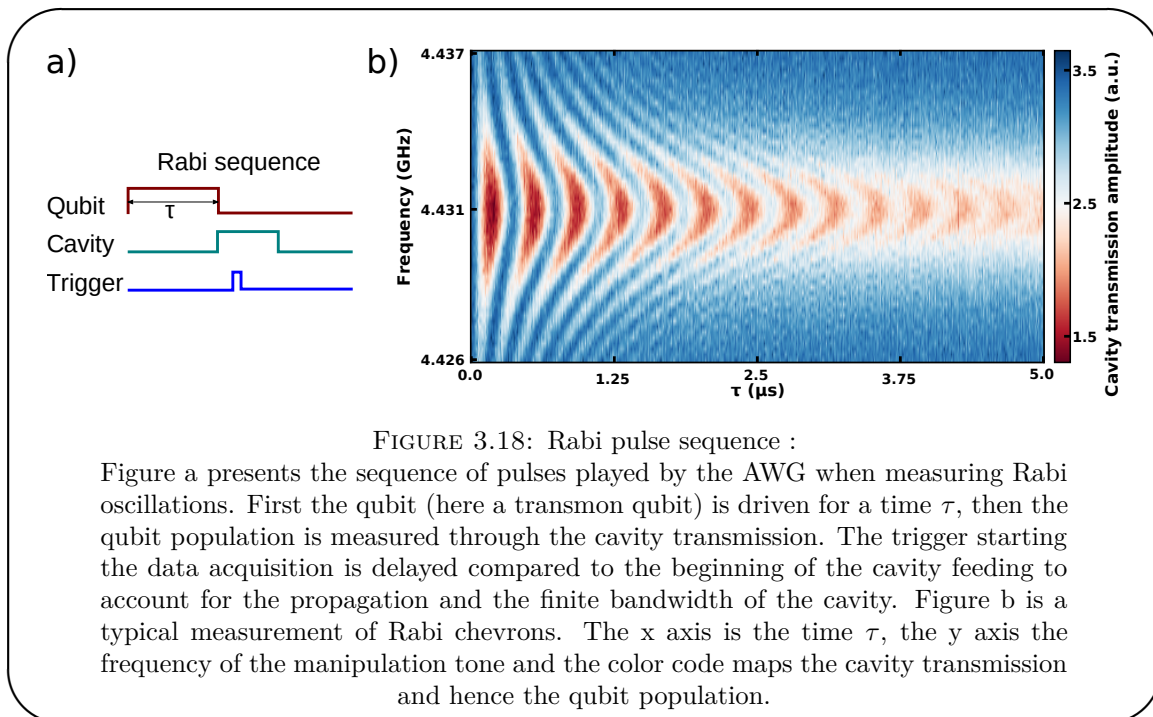 a)
Rabi sequence
Qubit
τ
Cavity
Trigger
b)
Frequency (GHz)
4.437
4.431
4.426
0.0
1.25
2.5
3.75
5.0
τ (μs)
3.5
2.5
1.5
Cavity transmission amplitude (a.u.)
FIGURE 3.18: Rabi pulse sequence :
Figure a presents the sequence of pulses played by the AWG when measuring Rabi
oscillations. First the qubit (here a transmon qubit) is driven for a time τ, then the
qubit population is measured through the cavity transmission. The trigger starting
the data acquisition is delayed compared to the beginning of the cavity feeding to
account for the propagation and the finite bandwidth of the cavity. Figure b is a
typical measurement of Rabi chevrons. The x axis is the time τ, the y axis the
frequency of the manipulation tone and the color code maps the cavity transmission
and hence the qubit population.